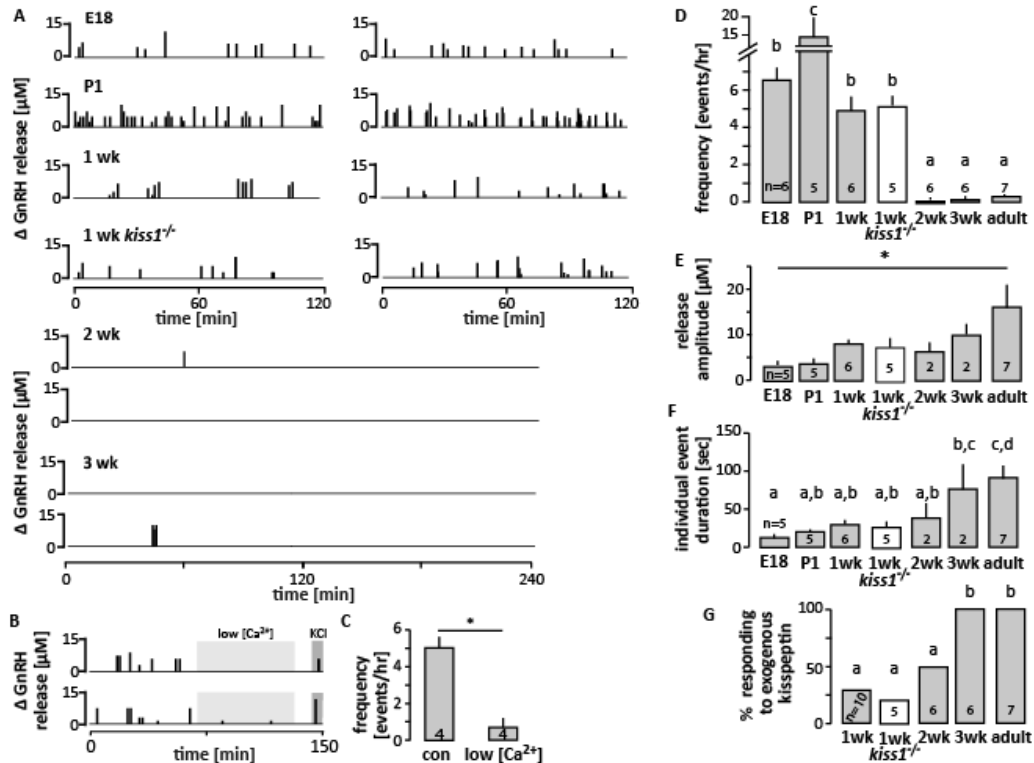 A
E18
15
0
P1
15
0
1 wk
15
0
1 wk kiss1-/-
15
0
Δ GnRH release [μM]
0 60 120
time [min]
0 60 120
time [min]
2 wk
15
0
15
0
3 wk
15
0
15
0
Δ GnRH release [μM]
0 120 240
time [min]
B
low [Ca2+] KCl
15
0
15
0
Δ GnRH
release [μM]
0 time [min] 150
C
*
6
4
2
0
frequency
[events/hr]
4 4
con low [Ca2+]
D
20
15
6
4
2
0
frequency [events/hr]
b c b b a a a
n=6 5 6 5 6 6 7
E18 P1 1wk 1wk 2wk 3wk adult
kiss1-/-
E
*
20
10
0
release
amplitude [μM]
n=5 5 6 5 2 2 7
E18 P1 1wk 1wk 2wk 3wk adult
kiss1-/-
F
150
100
50
0
individual event
duration [sec]
a a,b a,b a,b a,b b,c c,d
n=5 5 6 5 2 2 7
E18 P1 1wk 1wk 2wk 3wk adult
kiss1-/-
G
100
50
0
% responding
to exogenous
kisspeptin
a a a b b
n=10 5 6 6 7
1wk 1wk 2wk 3wk adult
kiss1-/-